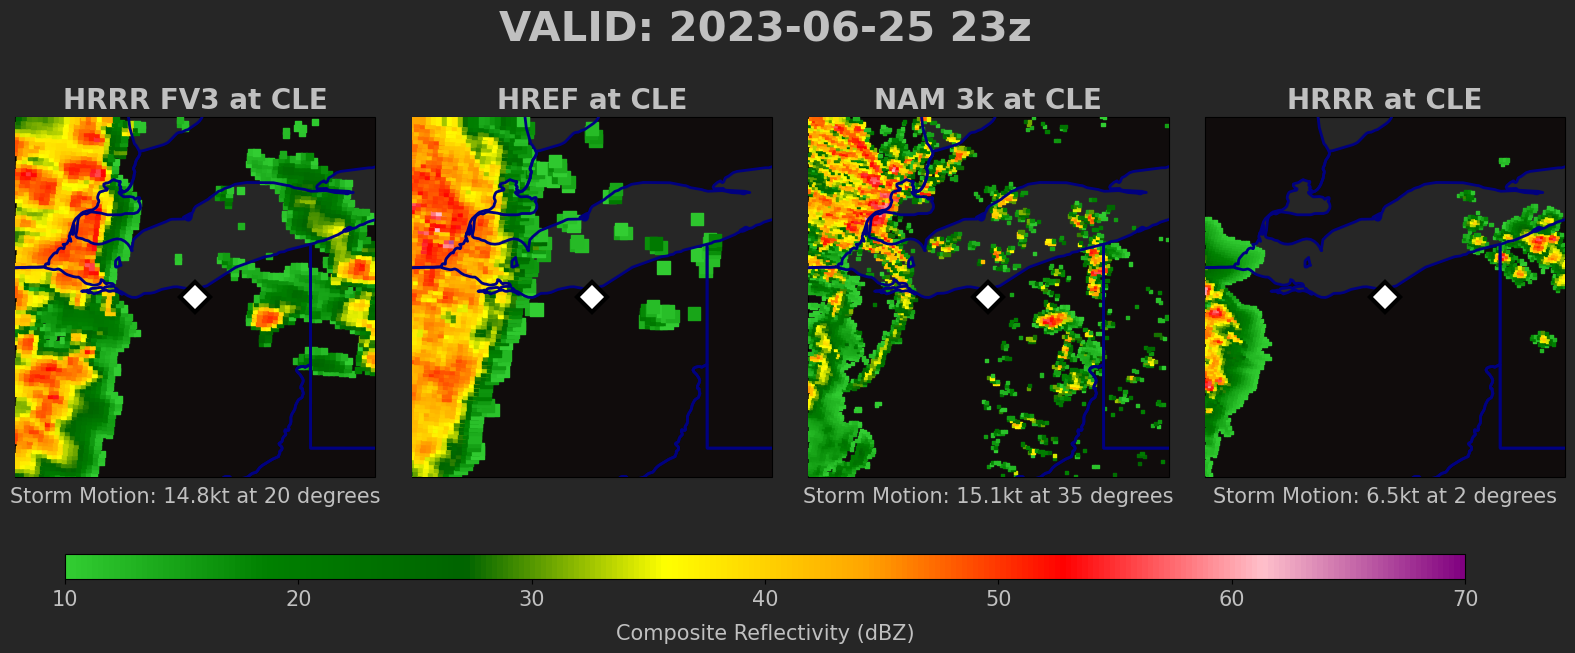 VALID: 2023-06-25 23z
HRRR FV3 at CLE
HREF at CLE
NAM 3k at CLE
HRRR at CLE
Storm Motion: 14.8kt at 20 degrees
Storm Motion: 15.1kt at 35 degrees
Storm Motion: 6.5kt at 2 degrees
10 20 30 40 50 60 70
Composite Reflectivity (dBZ)